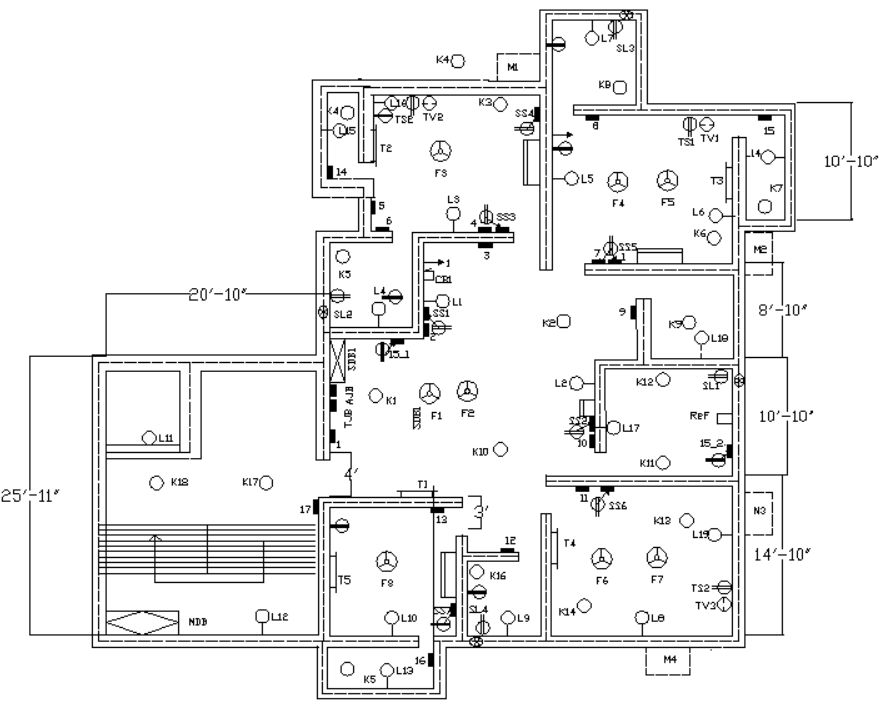 L7
SL3
K8
K4
M1
L16
TSE
TV2
K3
SS4
8
15
K4
L15
T2
TS1
TV1
L4
10'-10"
F3
T3
K7
14
L5
F4
F5
5
L3
L6
6
4
SS3
K6
3
SS5
M2
7
1
K5
1
CB1
20'-10"
L4
L1
SL2
SS1
2
K2
9
K9
L18
8'-10"
15_1
SDB1
L2
K12
SL1
TJB AJB
K1
F1
F2
SDB1
SS2
L17
ReF
10'-10"
L11
1
10
15_2
K10
K11
K18
K17
4'
T1
25'-11"
17
13
3'
11
SS6
N3
12
K13
L19
T4
14'-10"
T5
F8
K16
F6
F7
TS2
NDB
L12
L10
SS7
SL4
L9
K14
L8
TV3
16
K5
L13
M4